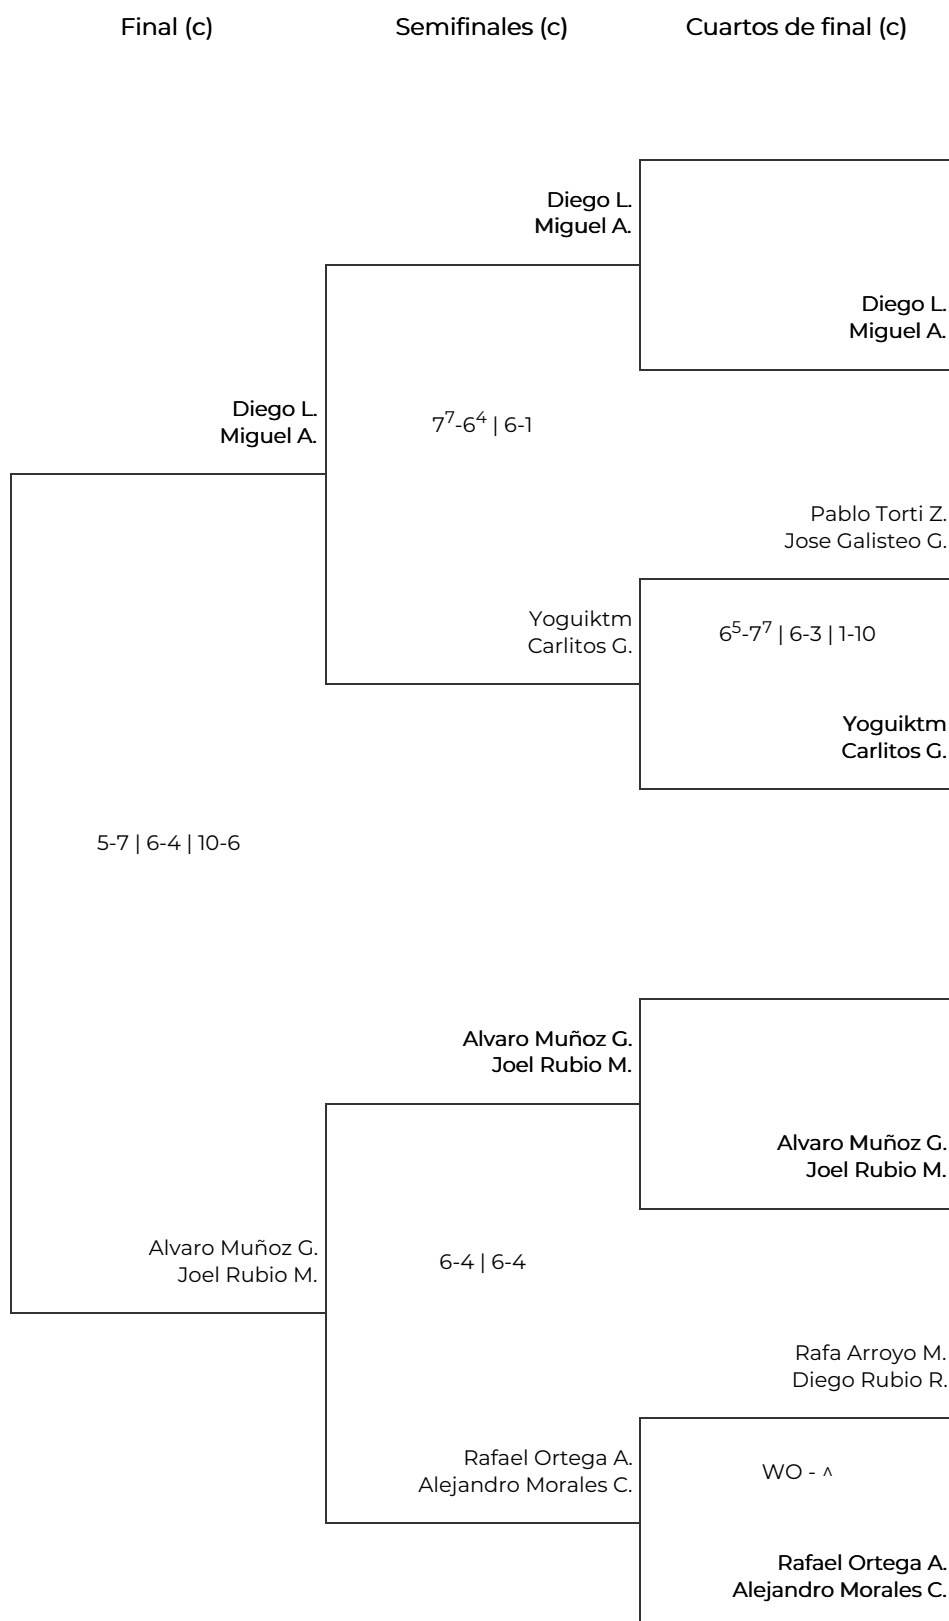 Final (c)
Semifinales (c)
Cuartos de final (c)
Diego L.
Miguel A.
Diego L.
Miguel A.
Diego L.
Miguel A.
7⁷-6⁴ | 6-1
Pablo Torti Z.
Jose Galisteo G.
Yoguiktm
Carlitos G.
6⁵-7⁷ | 6-3 | 1-10
Yoguiktm
Carlitos G.
5-7 | 6-4 | 10-6
Alvaro Muñoz G.
Joel Rubio M.
Alvaro Muñoz G.
Joel Rubio M.
Alvaro Muñoz G.
Joel Rubio M.
6-4 | 6-4
Rafa Arroyo M.
Diego Rubio R.
Rafael Ortega A.
Alejandro Morales C.
WO - ^
Rafael Ortega A.
Alejandro Morales C.